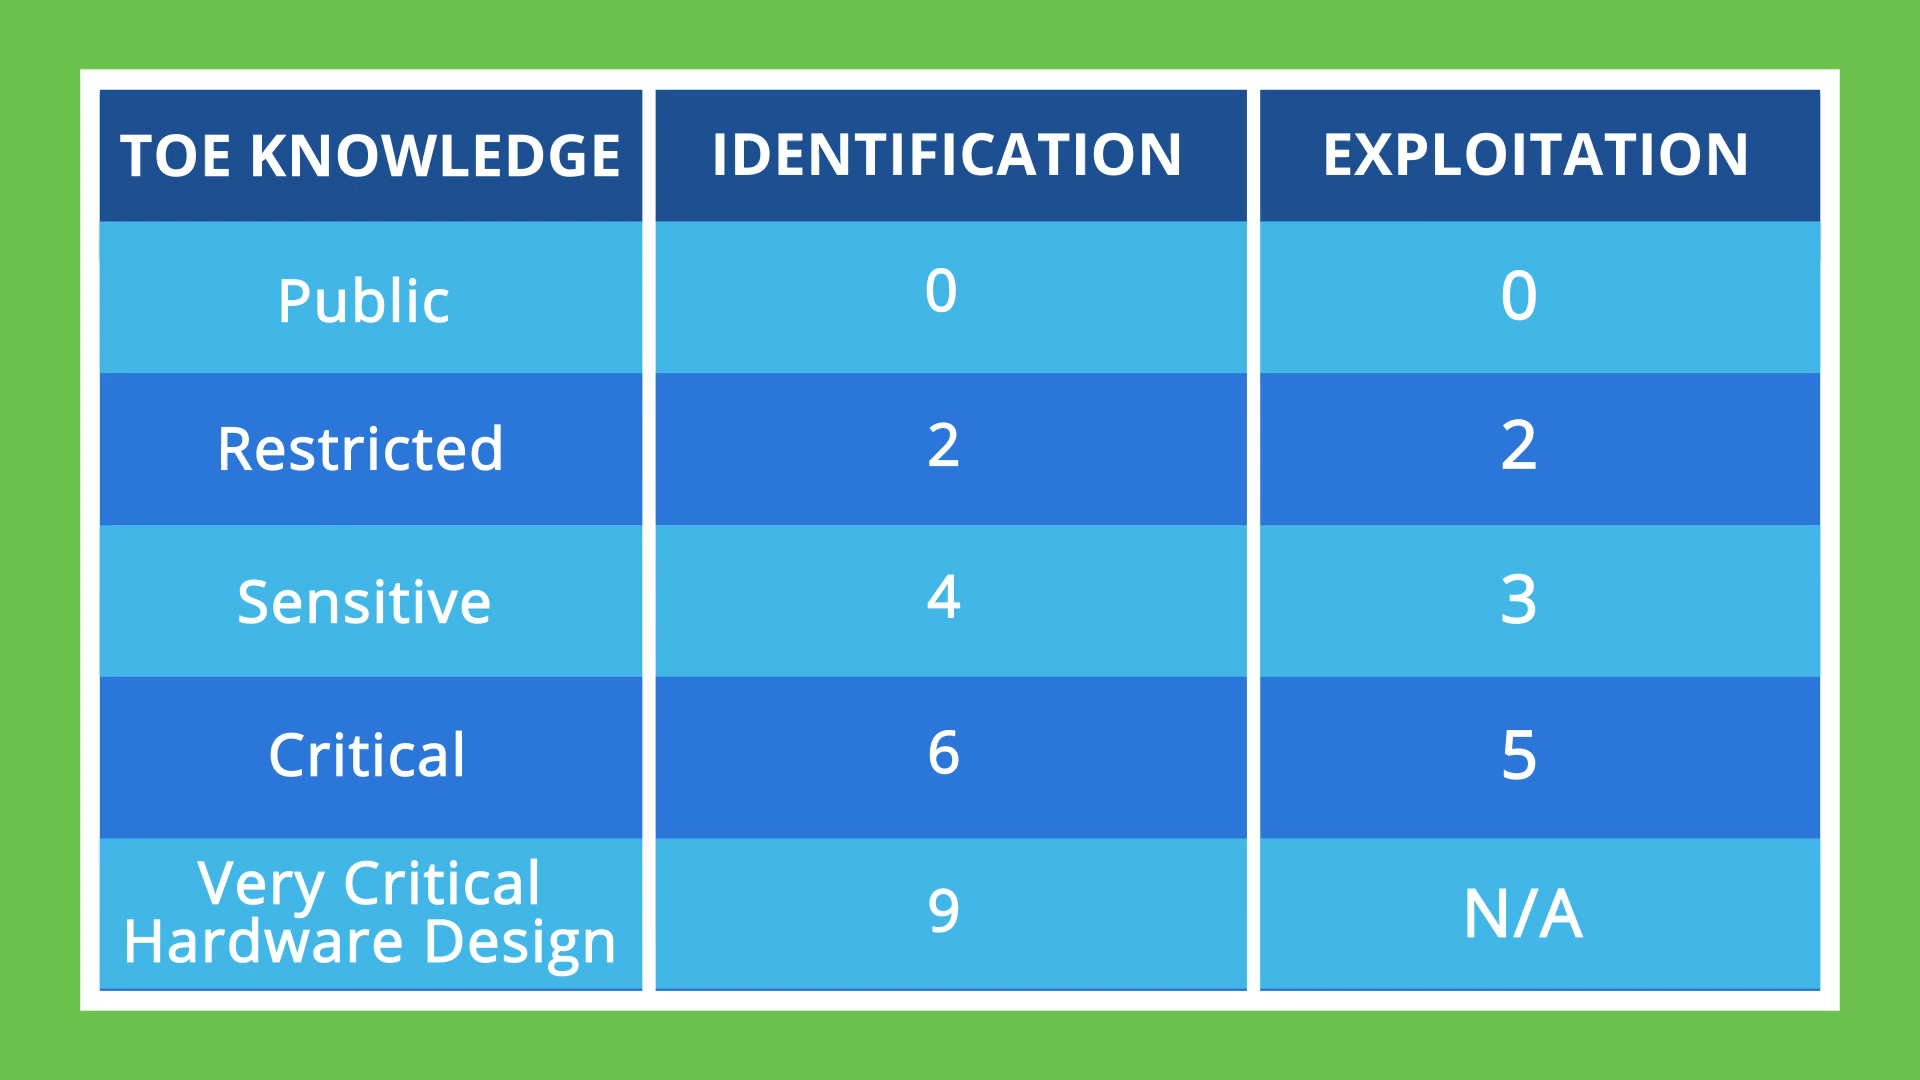 TOE KNOWLEDGE IDENTIFICATION EXPLOITATION
Public 0 0
Restricted 2 2
Sensitive 4 3
Critical 6 5
Very Critical
Hardware Design 9 N/A